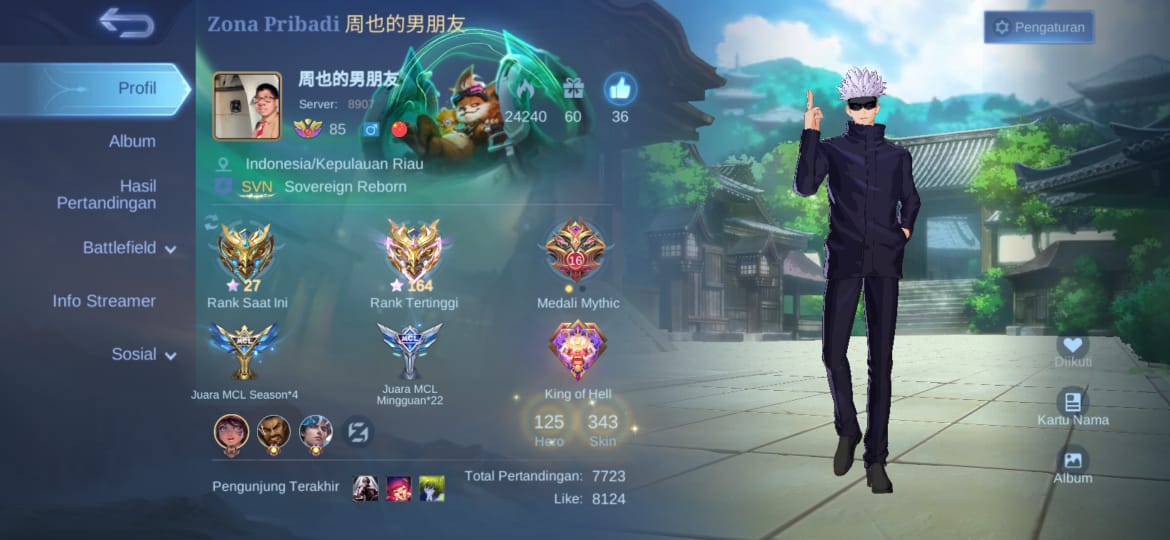 Zona Pribadi 周也的男朋友
Pengaturan
Profil
Album
Hasil
Pertandingan
Battlefield
Info Streamer
Sosial
周也的男朋友
Server: 8907
85
24240
60
36
Indonesia/Kepulauan Riau
SVN Sovereign Reborn
27
Rank Saat Ini
164
Rank Tertinggi
16
Medali Mythic
MCL
Juara MCL Season*4
MCL
Juara MCL
Mingguan*22
King of Hell
125
Hero
343
Skin
Pengunjung Terakhir
Total Pertandingan: 7723
Like: 8124
Diikuti
Kartu Nama
Album